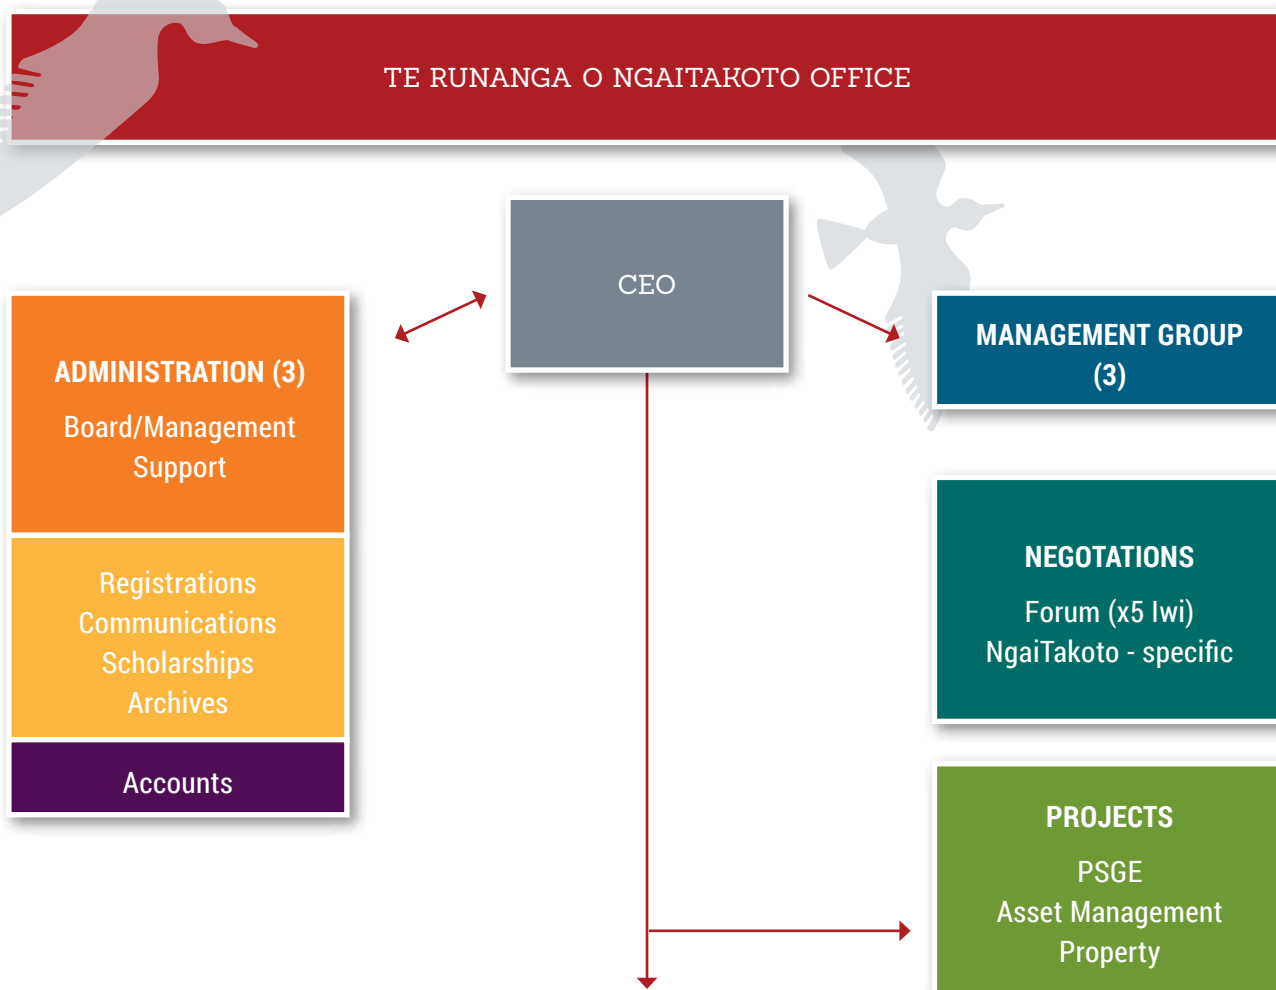 TE RUNANGA O NGAITAKOTO OFFICE
CEO
ADMINISTRATION (3)
Board/Management
Support
Registrations
Communications
Scholarships
Archives
Accounts
MANAGEMENT GROUP
(3)
NEGOTATIONS
Forum (x5 Iwi)
NgaiTakoto - specific
PROJECTS
PSGE
Asset Management
Property